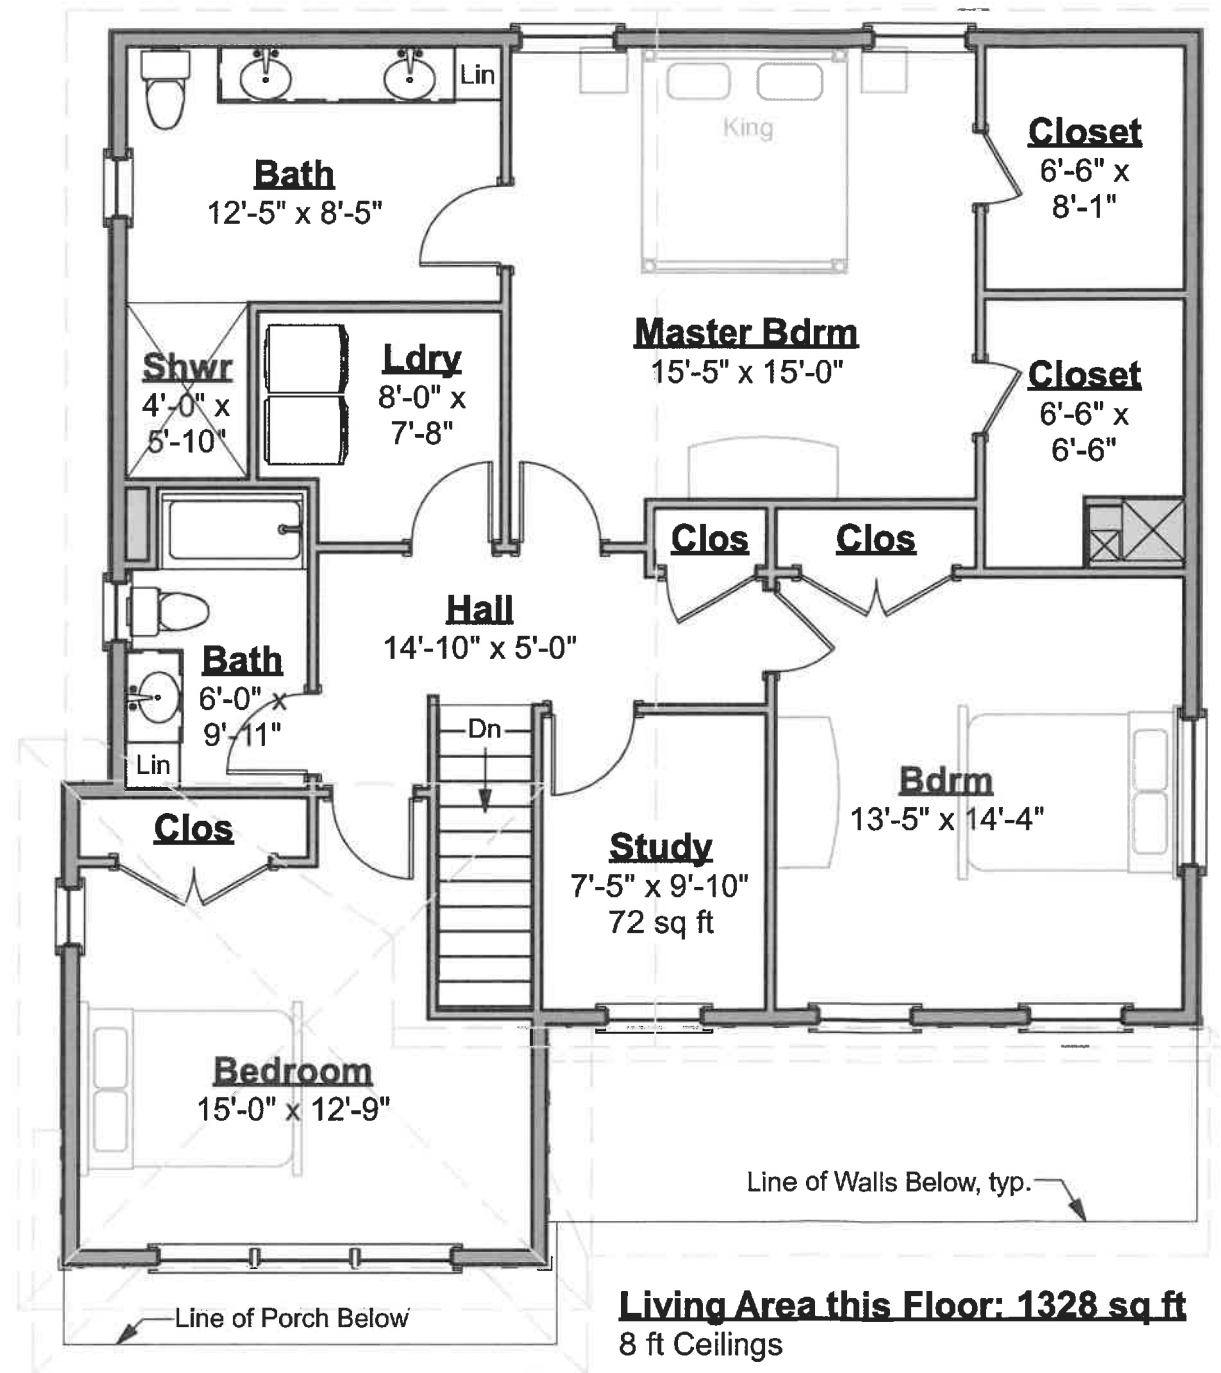 Lin
King
Bath
12'-5" x 8'-5"
Closet
6'-6" x
8'-1"
Master Bdrm
15'-5" x 15'-0"
Shwr
4'-0" x
5'-10"
Ldry
8'-0" x
7'-8"
Closet
6'-6" x
6'-6"
Clos
Clos
Hall
14'-10" x 5'-0"
Bath
6'-0" x
9'-11"
Lin
Dn
Clos
Bdrm
13'-5" x 14'-4"
Study
7'-5" x 9'-10"
72 sq ft
Bedroom
15'-0" x 12'-9"
Line of Walls Below, typ.
Line of Porch Below
Living Area this Floor: 1328 sq ft
8 ft Ceilings